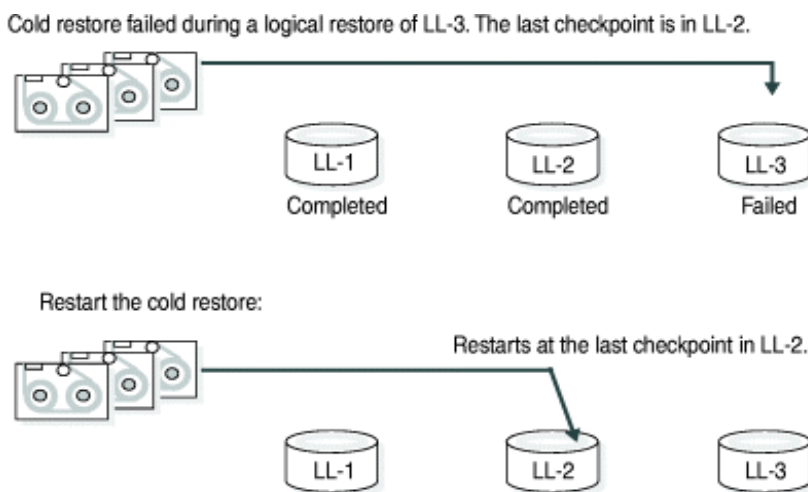 Cold restore failed during a logical restore of LL-3. The last checkpoint is in LL-2.
LL-1
LL-2
LL-3
Completed
Completed
Failed
Restart the cold restore:
Restarts at the last checkpoint in LL-2.
LL-1
LL-2
LL-3